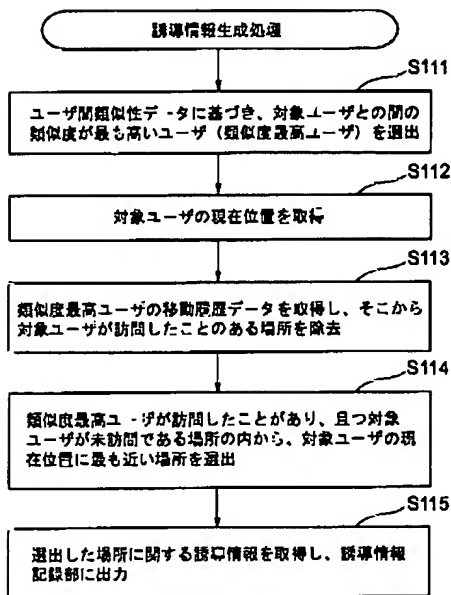 誘導情報生成処理
S111
ユーザ間類似性データに基づき、対象ユーザとの間の
類似度が最も高いユーザ（類似度最高ユーザ）を選出
S112
対象ユーザの現在位置を取得
S113
類似度最高ユーザの移動履歴データを取得し、そこから
対象ユーザが訪問したことのある場所を除去
S114
類似度最高ユーザが訪問したことがあり、且つ対象
ユーザが未訪問である場所の内から、対象ユーザの現
在位置に最も近い場所を選出
S115
選出した場所に関する誘導情報を取得し、誘導情報
記録部に出力